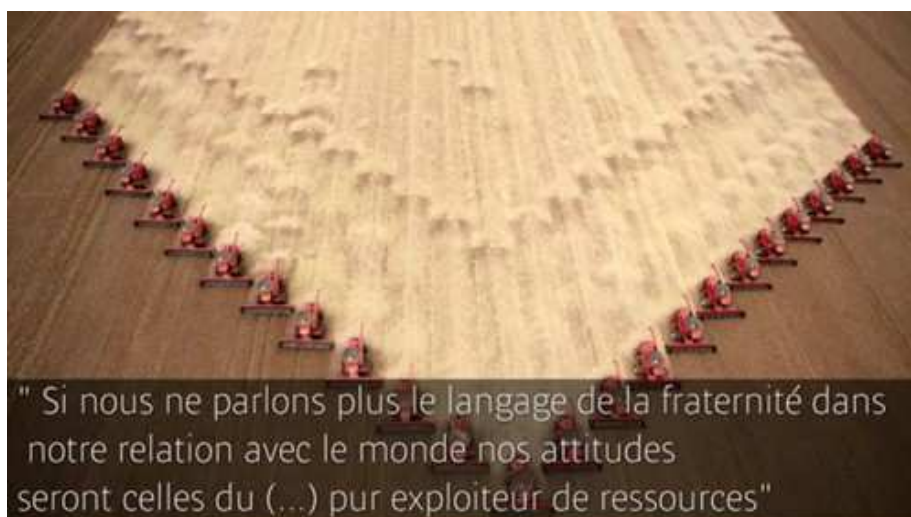 " Si nous ne parlons plus le langage de la fraternité dans
notre relation avec le monde nos attitudes
seront celles du (...) pur exploiteur de ressources"